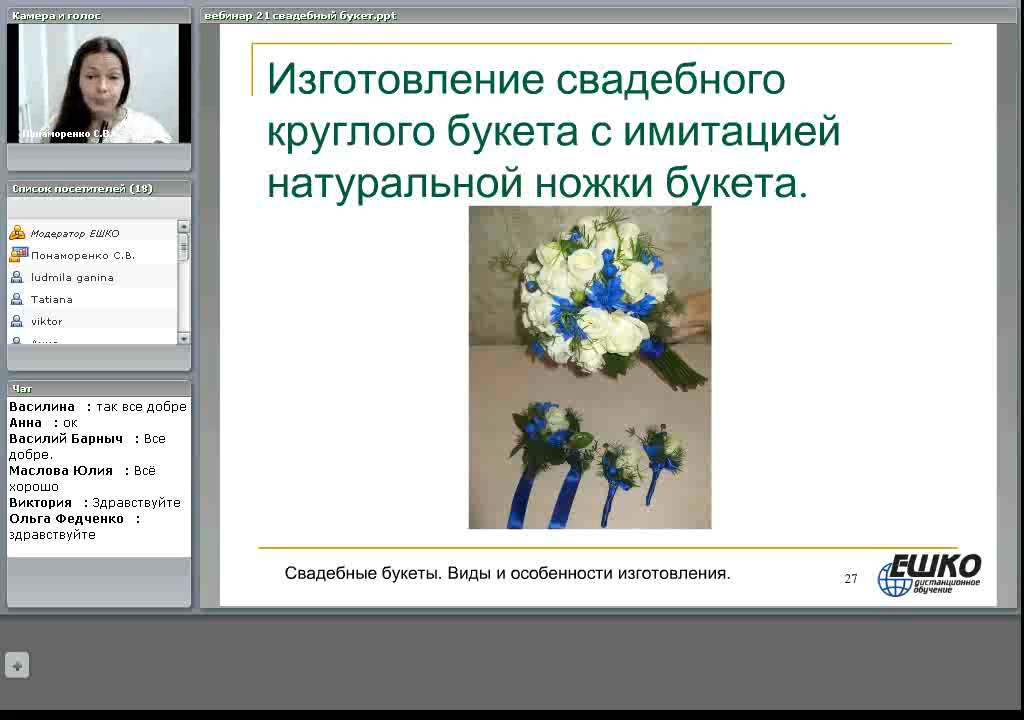 Камера и голос
Понаморенко С.В.
Список посетителей (18)
Модератор ЕШКО
Понаморенко С.В.
ludmila ganina
Tatiana
viktor
Чат
Василина : так все добре
Анна : ок
Василий Барныч : Все
добре.
Маслова Юлия : Всё
хорошо
Виктория : Здравствуйте
Ольга Федченко :
здравствуйте
вебинар 21 свадебный букет.ppt
Изготовление свадебного
круглого букета с имитацией
натуральной ножки букета.
Свадебные букеты. Виды и особенности изготовления.
27
ЕШКО
дистанционное
обучение